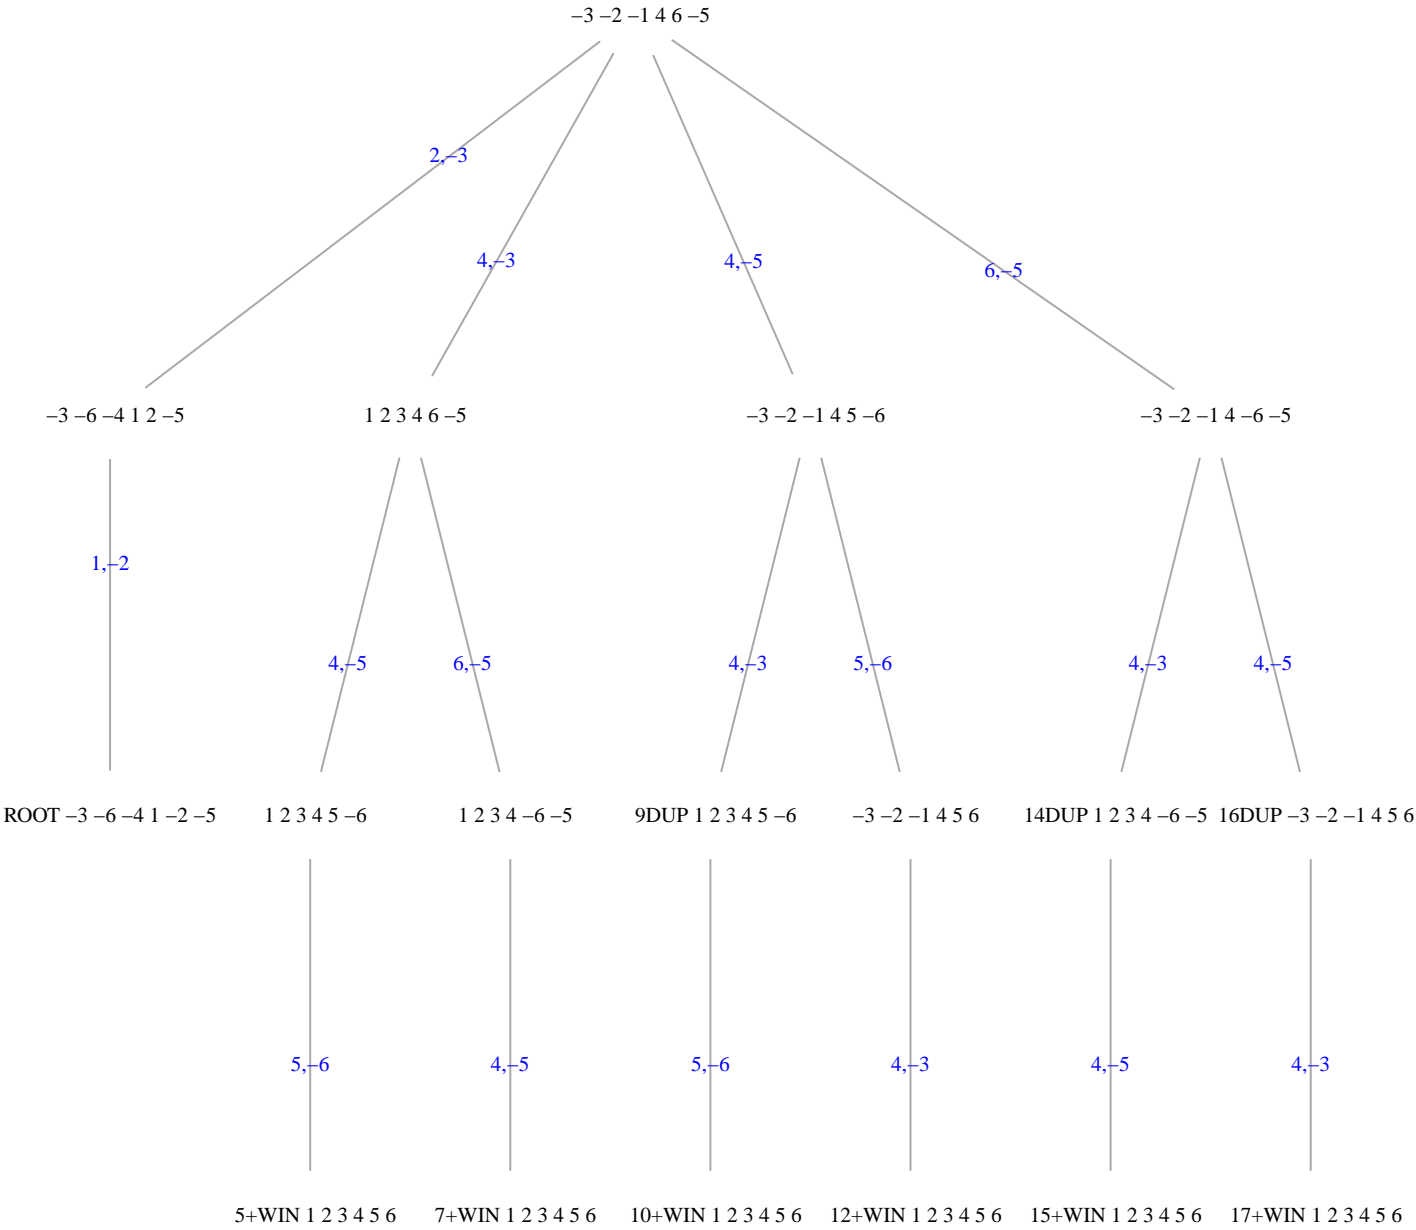 −3 −2 −1 4 6 −5
2,−3
4,−3
4,−5
6,−5
−3 −6 −4 1 2 −5
1 2 3 4 6 −5
−3 −2 −1 4 5 −6
−3 −2 −1 4 −6 −5
1,−2
4,−5
6,−5
4,−3
5,−6
4,−3
4,−5
ROOT −3 −6 −4 1 −2 −5
1 2 3 4 5 −6
1 2 3 4 −6 −5
9DUP 1 2 3 4 5 −6
−3 −2 −1 4 5 6
14DUP 1 2 3 4 −6 −5
16DUP −3 −2 −1 4 5 6
5,−6
4,−5
5,−6
4,−3
4,−5
4,−3
5+WIN 1 2 3 4 5 6
7+WIN 1 2 3 4 5 6
10+WIN 1 2 3 4 5 6
12+WIN 1 2 3 4 5 6
15+WIN 1 2 3 4 5 6
17+WIN 1 2 3 4 5 6